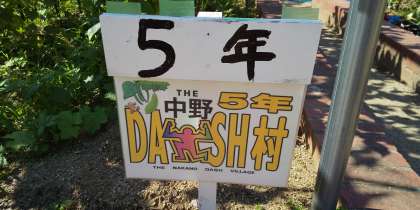 5年
THE
中野 5年
DASH村
THE NAKANO DASH VILLAGE